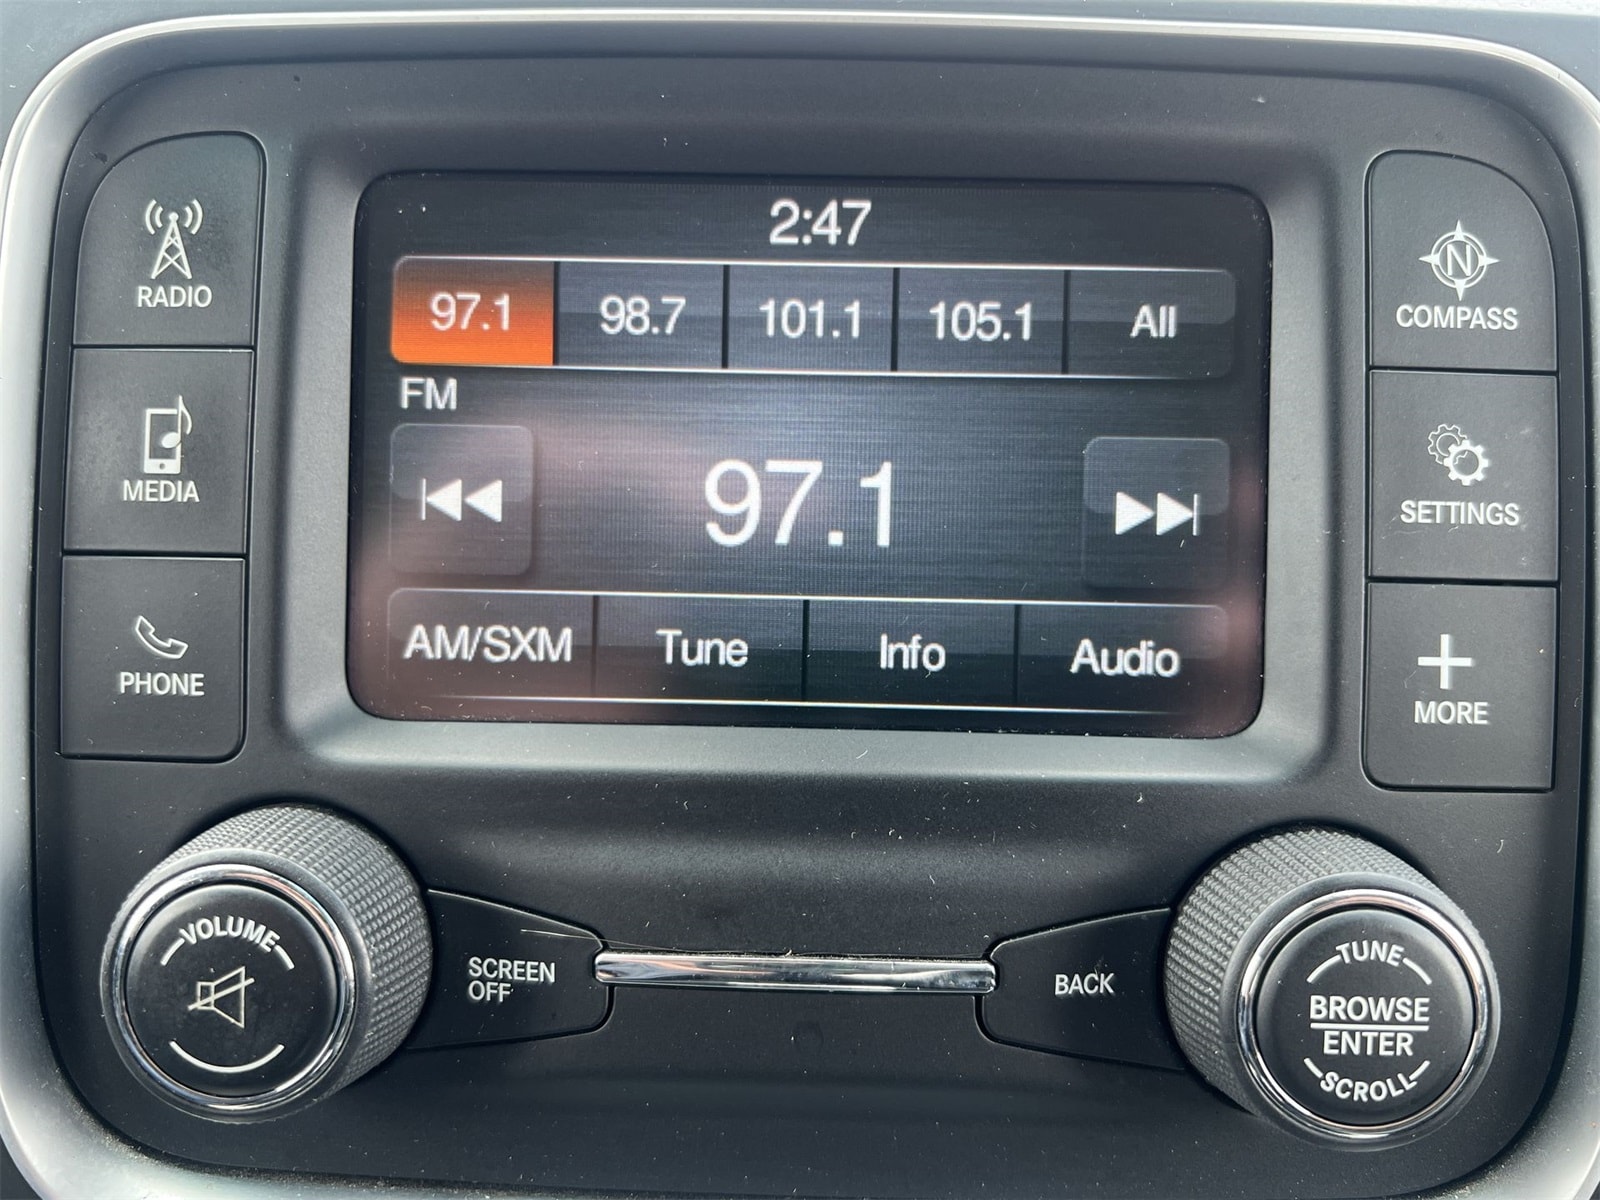 2:47
97.1 98.7 101.1 105.1 All
FM
97.1
AM/SXM Tune Info Audio
RADIO
MEDIA
PHONE
N
COMPASS
SETTINGS
MORE
VOLUME
SCREEN
OFF
BACK
TUNE
BROWSE
ENTER
SCROLL